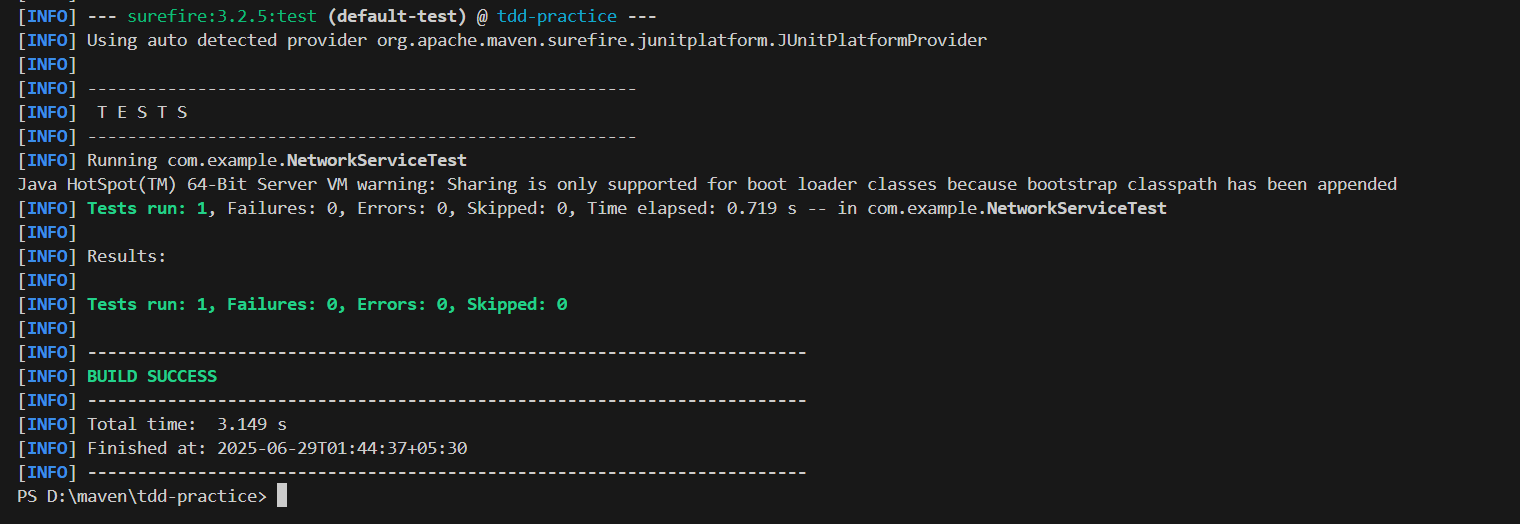 [INFO] --- surefire:3.2.5:test (default-test) @ tdd-practice ---
[INFO] Using auto detected provider org.apache.maven.surefire.junitplatform.JUnitPlatformProvider
[INFO]
[INFO] -------------------------------------------------------
[INFO]  T E S T S
[INFO] -------------------------------------------------------
[INFO] Running com.example.NetworkServiceTest
Java HotSpot(TM) 64-Bit Server VM warning: Sharing is only supported for boot loader classes because bootstrap classpath has been appended
[INFO] Tests run: 1, Failures: 0, Errors: 0, Skipped: 0, Time elapsed: 0.719 s -- in com.example.NetworkServiceTest
[INFO]
[INFO] Results:
[INFO]
[INFO] Tests run: 1, Failures: 0, Errors: 0, Skipped: 0
[INFO]
[INFO] ------------------------------------------------------------------------
[INFO] BUILD SUCCESS
[INFO] ------------------------------------------------------------------------
[INFO] Total time:  3.149 s
[INFO] Finished at: 2025-06-29T01:44:37+05:30
[INFO] ------------------------------------------------------------------------
PS D:\maven\tdd-practice>